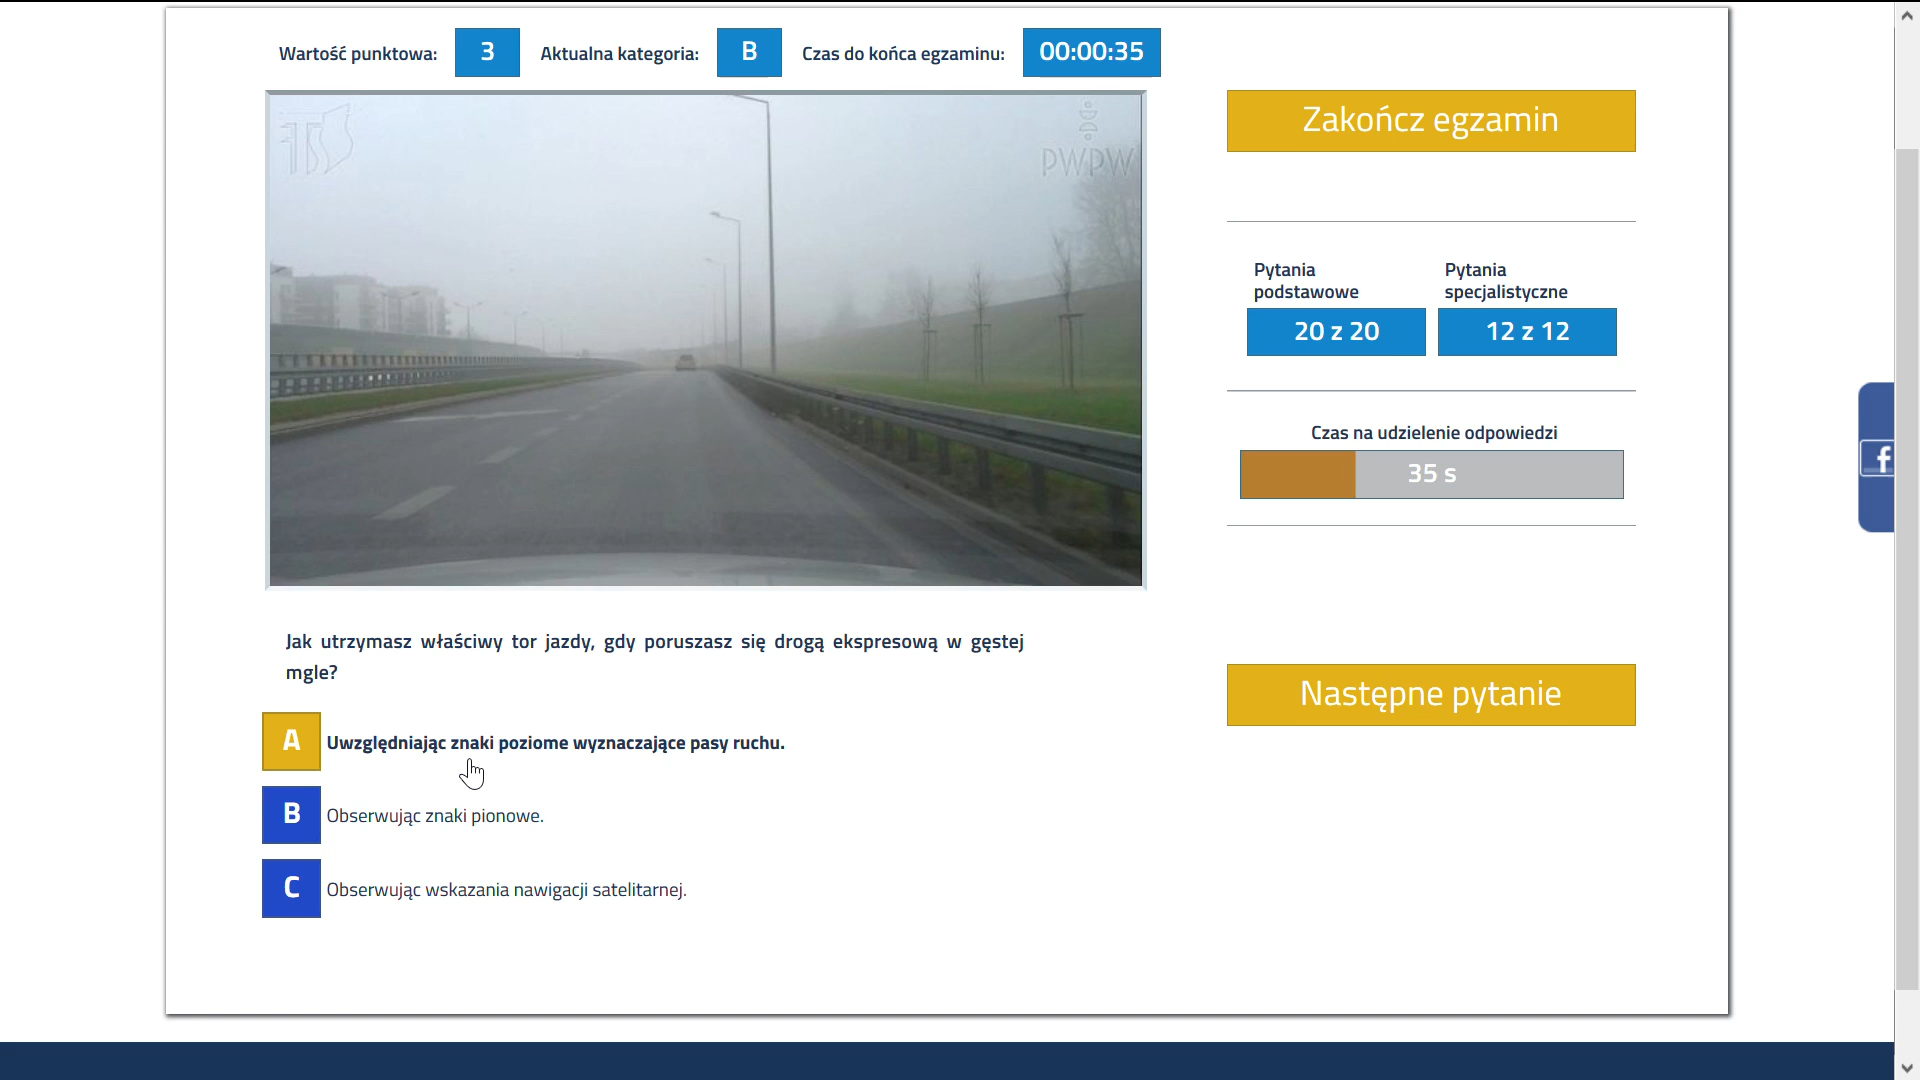 Wartość punktowa: 3 Aktualna kategoria: B Czas do końca egzaminu: 00:00:35
Zakończ egzamin
PWPW
Pytania podstawowe
20 z 20
Pytania specjalistyczne
12 z 12
Czas na udzielenie odpowiedzi
35 s
Jak utrzymasz właściwy tor jazdy, gdy poruszasz się drogą ekspresową w gęstej
mgle?
Następne pytanie
A Uwzględniając znaki poziome wyznaczające pasy ruchu.
B Obserwując znaki pionowe.
C Obserwując wskazania nawigacji satelitarnej.
f